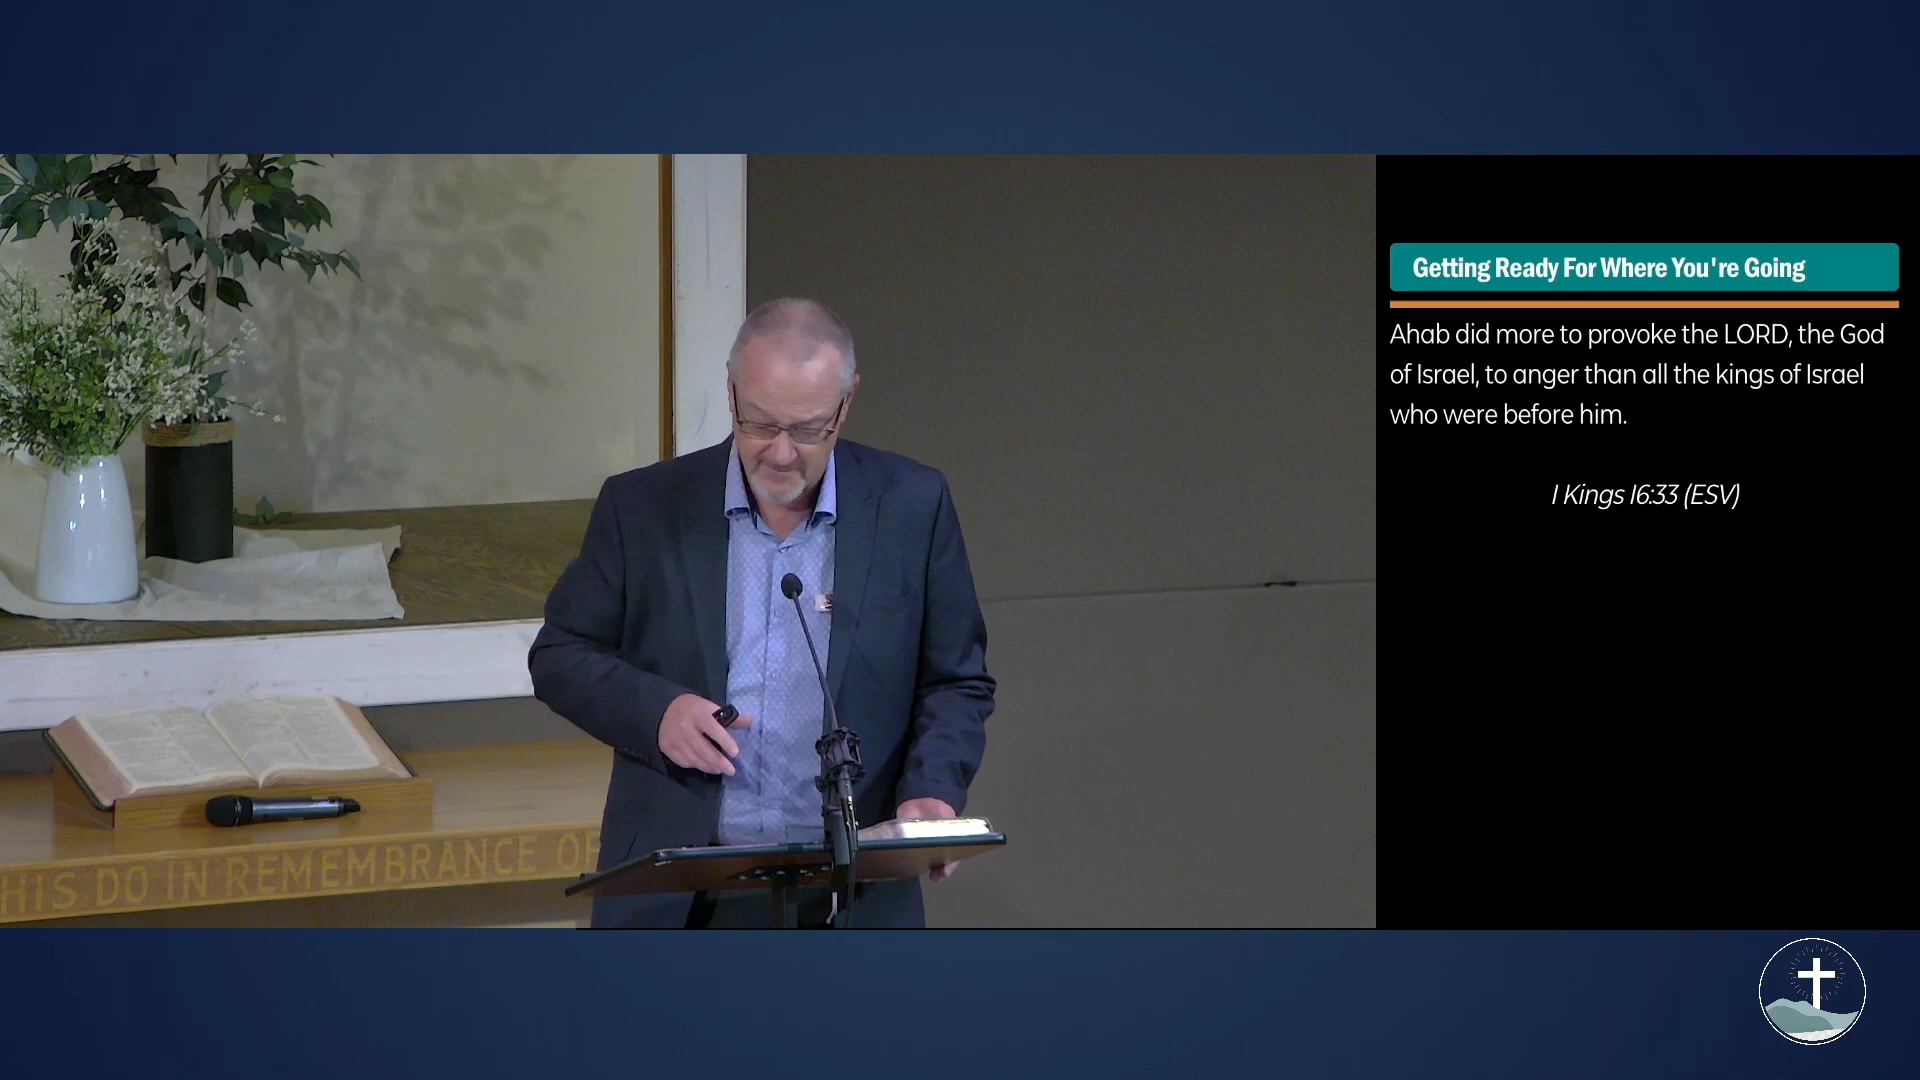 Getting Ready For Where You're Going
Ahab did more to provoke the LORD, the God
of Israel, to anger than all the kings of Israel
who were before him.
1 Kings 16:33 (ESV)
HIS DO IN REMEMBRANCE OF